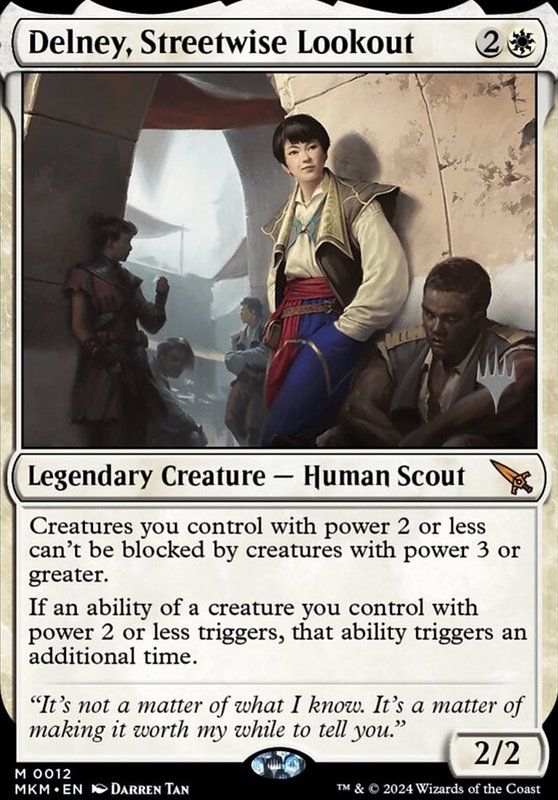 Delney, Streetwise Lookout 2
Legendary Creature — Human Scout
Creatures you control with power 2 or less
can't be blocked by creatures with power 3 or
greater.
If an ability of a creature you control with
power 2 or less triggers, that ability triggers an
additional time.
“It's not a matter of what I know. It's a matter of
making it worth my while to tell you.”
2/2
M 0012
MKM • EN Darren Tan
™ & © 2024 Wizards of the Coast